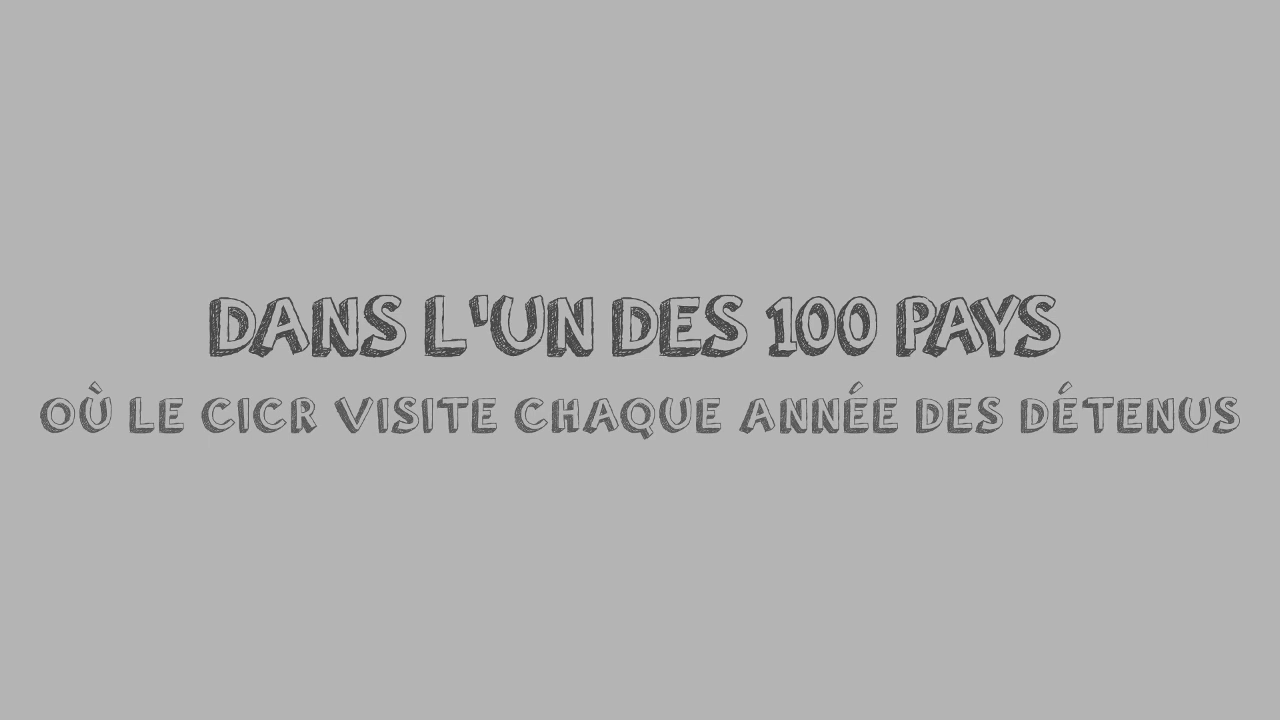 DANS L'UN DES 100 PAYS
OÙ LE CICR VISITE CHAQUE ANNÉE DES DÉTENUS